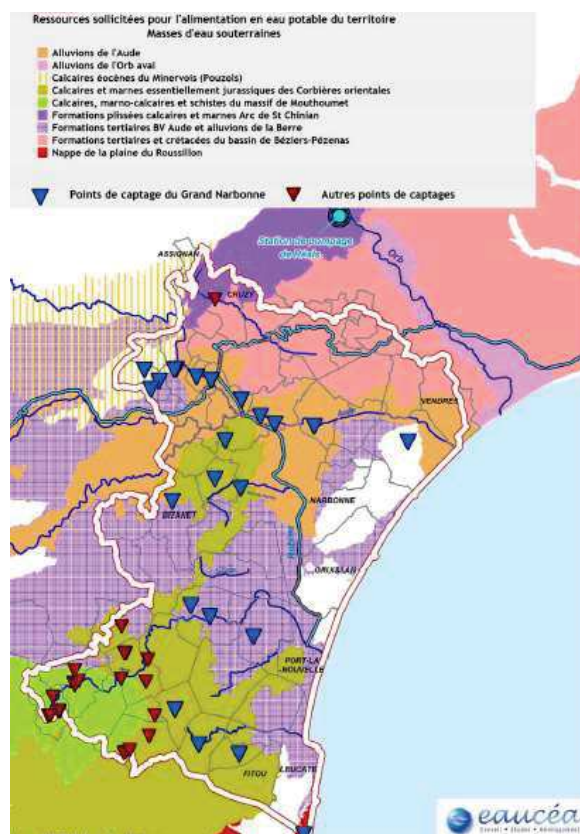 Ressources sollicitées pour l'alimentation en eau potable du territoire
Masses d'eau souterraines
Alluvions de l'Aude
Alluvions de l'Orb aval
Calcaires éocènes du Minervois (Pouzols)
Calcaires et marnes essentiellement jurassiques des Corbières orientales
Calcaires, marno-calcaires et schistes du massif de Mouthoumet
Formations plissées calcaires et marnes Arc de St Chinian
Formations tertiaires BV Aude et alluvions de la Berre
Formations tertiaires et crétacées du bassin de Béziers-Pézenas
Nappe de la plaine du Roussillon
Points de captage du Grand Narbonne
Autres points de captages
Station de pompage
de Réals
Orb
ASSIGNAN
CRUZY
VENDRES
Aude
NARBONNE
BIZANET
Robine
GRUISSAN
PORT-LA
-NOUVELLE
LEUCATE
FITOU
eaucéa